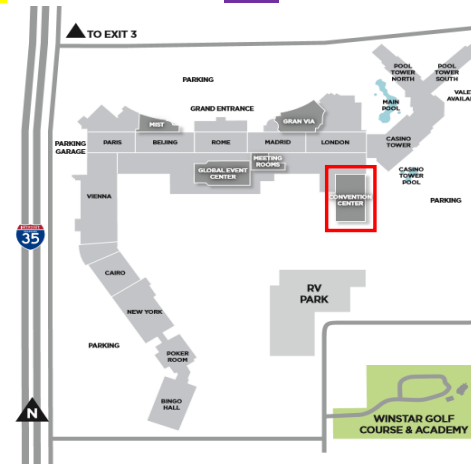 TO EXIT 3
POOL
TOWER
NORTH
POOL
TOWER
SOUTH
PARKING
MAIN
POOL
GRAND ENTRANCE
MIST
GRAN VIA
PARKING
GARAGE
PARIS
BEIJING
ROME
MADRID
LONDON
CASINO
TOWER
MEETING
ROOMS
GLOBAL EVENT
CENTER
CASINO
TOWER
POOL
VIENNA
CONVENTION
CENTER
PARKING
35
CAIRO
RV
PARK
NEW YORK
PARKING
POKER
ROOM
BINGO
HALL
N
WINSTAR GOLF
COURSE & ACADEMY